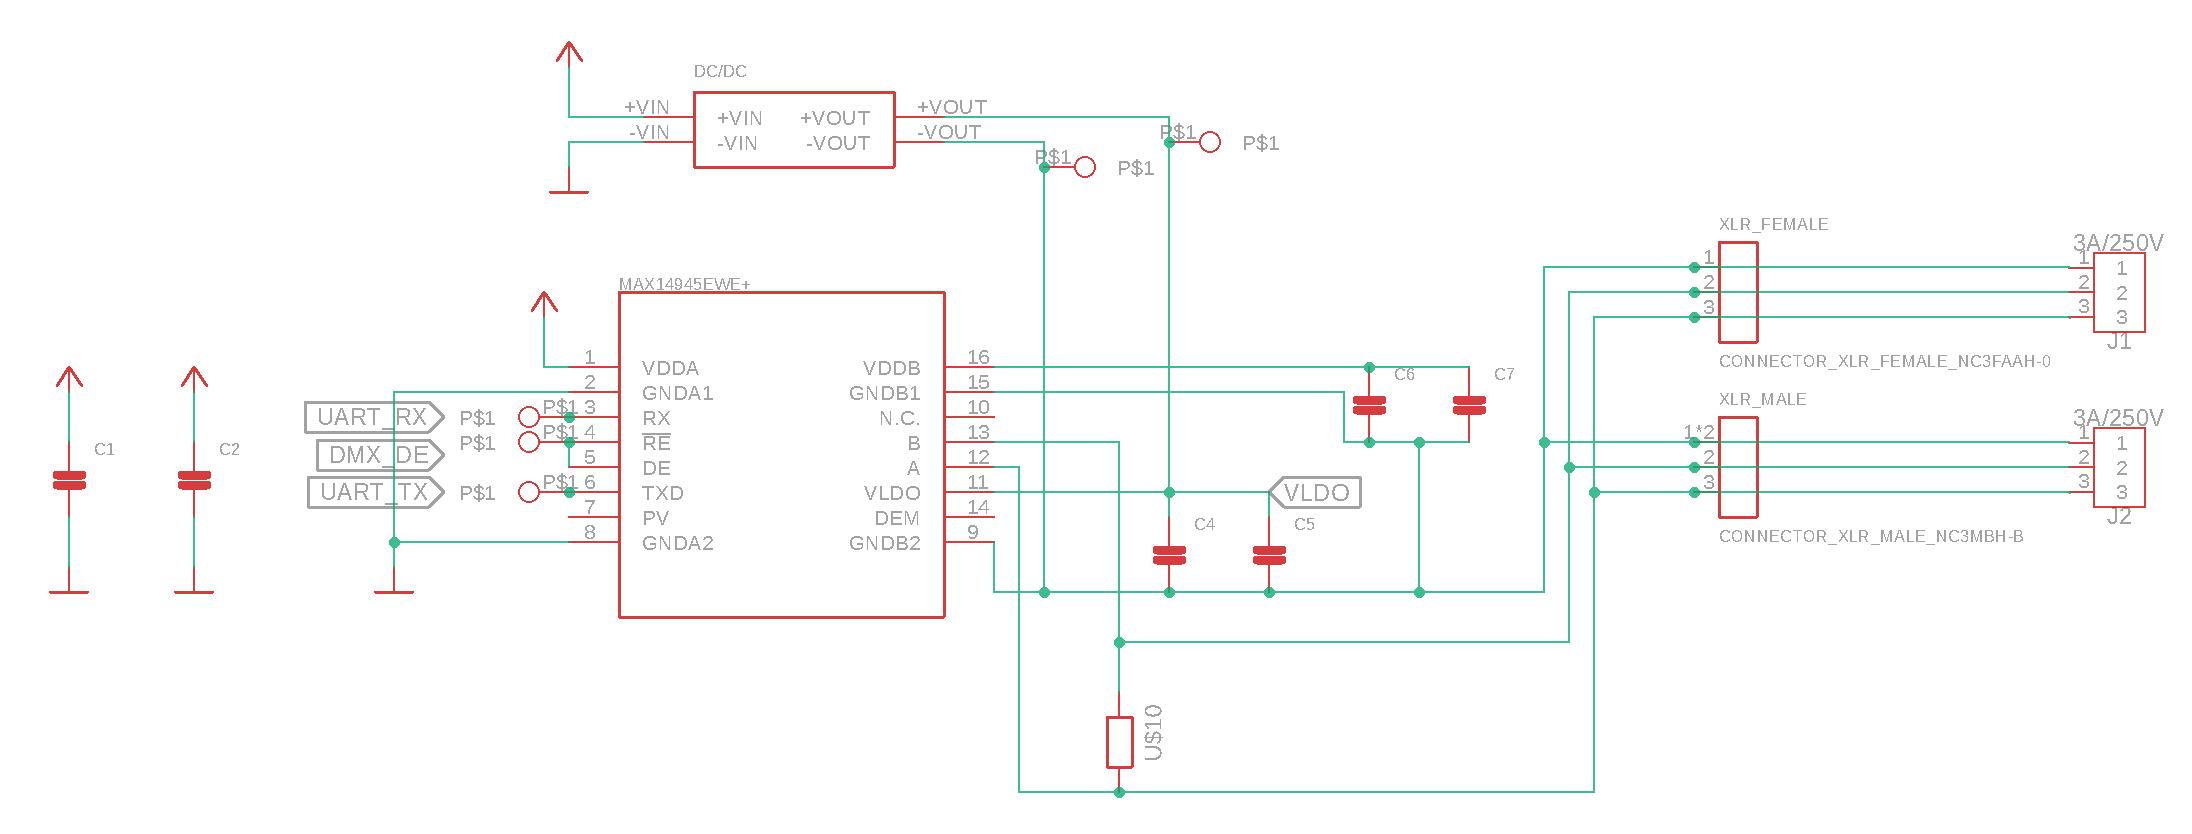 DC/DC
+VIN
-VIN
+VIN +VOUT
-VIN -VOUT
+VOUT
-VOUT
P$1 P$1
P$1 P$1
MAX14945EWE+
UART_RX
DMX_DE
UART_TX
P$1 P$1
P$1 P$1
P$1 P$1
1 VDDA
2 GNDA1
3 RX
4 RE
5 DE
6 TXD
7 PV
8 GNDA2
VDDB 16
GNDB1 15
N.C. 10
B 13
A 12
VLDO 11
DEM 14
GNDB2 9
C1
C2
C6
C7
VLDO
C4
C5
U$10
XLR_FEMALE
1
2
3
CONNECTOR_XLR_FEMALE_NC3FAAH-0
3A/250V
1 1
2 2
3 3
J1
XLR_MALE
1*2
2
3
CONNECTOR_XLR_MALE_NC3MBH-B
3A/250V
1 1
2 2
3 3
J2